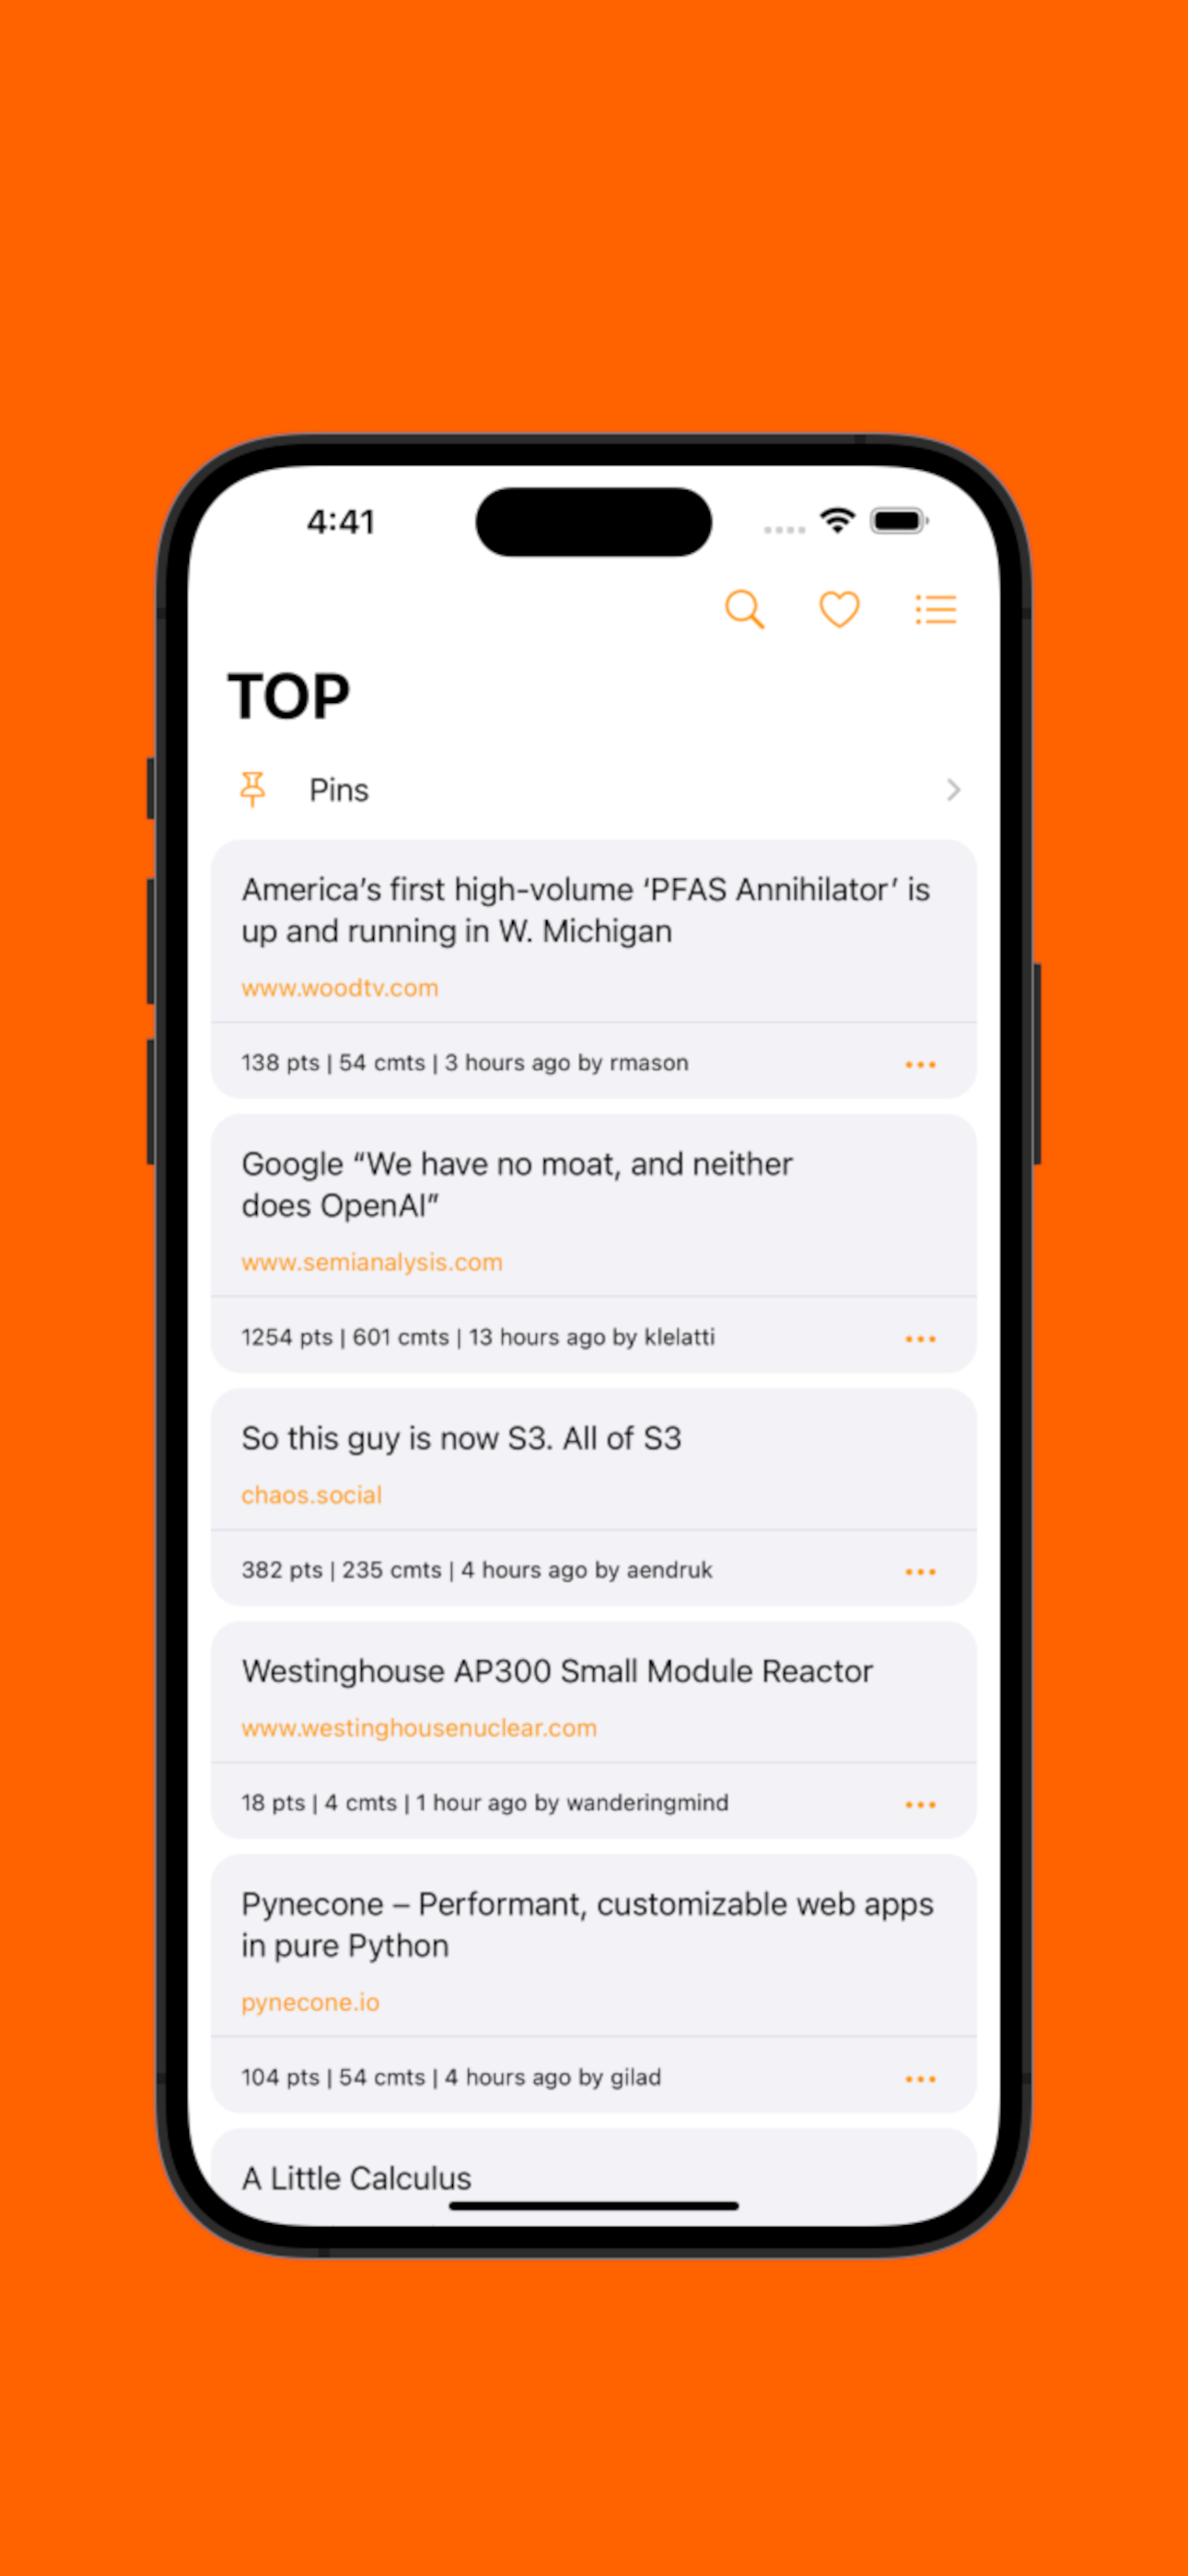 4:41
TOP
Pins
America’s first high-volume ‘PFAS Annihilator’ is
up and running in W. Michigan
www.woodtv.com
138 pts | 54 cmts | 3 hours ago by rmason
Google “We have no moat, and neither
does OpenAI”
www.semianalysis.com
1254 pts | 601 cmts | 13 hours ago by klelatti
So this guy is now S3. All of S3
chaos.social
382 pts | 235 cmts | 4 hours ago by aendruk
Westinghouse AP300 Small Module Reactor
www.westinghousenuclear.com
18 pts | 4 cmts | 1 hour ago by wanderingmind
Pynecone – Performant, customizable web apps
in pure Python
pynecone.io
104 pts | 54 cmts | 4 hours ago by gilad
A Little Calculus